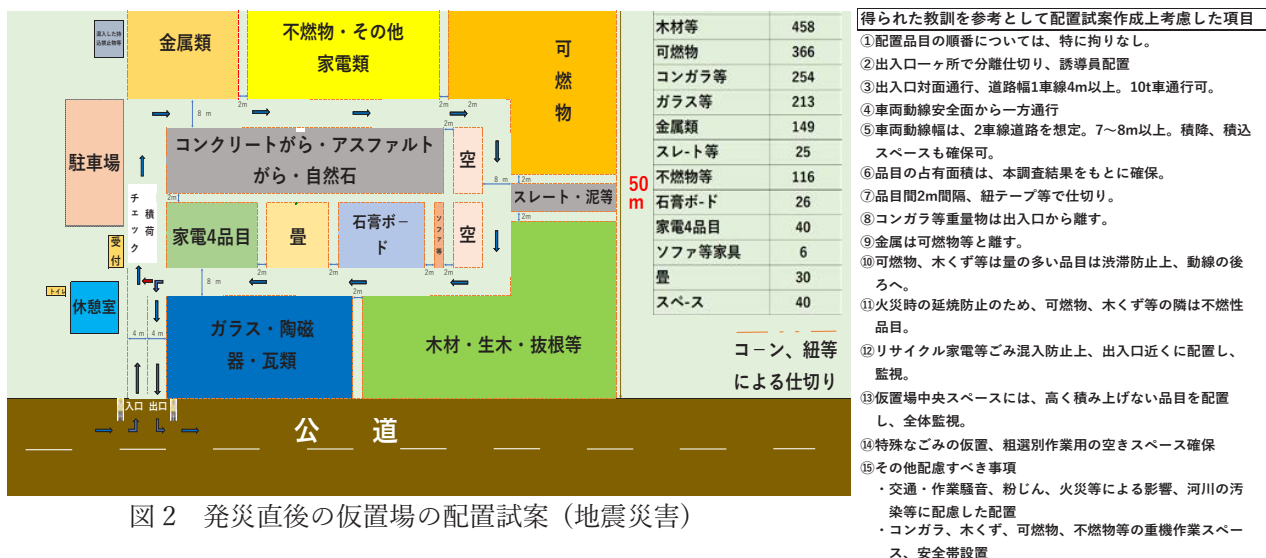 混入した持
込禁止物等
金属類
不燃物・その他
家電類
可
燃
物
2m
2m
2m
8 m
コンクリートがら・アスファルト
がら・自然石
空
駐車場
チェック
積荷
2m
8 m
2m
スレート・泥等
2m
50
m
受
付
家電4品目
畳
石膏ボー
ド
ソファ等
空
2m
2m
2m
2m
8 m
トイレ
休憩室
4 m
4 m
ガラス・陶磁
器・瓦類
木材・生木・抜根等
入口
出口
公 道
木材等 458
可燃物 366
コンガラ等 254
ガラス等 213
金属類 149
スレ-ト等 25
不燃物等 116
石膏ボ-ド 26
家電4品目 40
ソファ等家具 6
畳 30
スペ-ス 40
コ－ン、紐等
による仕切り
図２ 発災直後の仮置場の配置試案（地震災害）
得られた教訓を参考として配置試案作成上考慮した項目
①配置品目の順番については、特に拘りなし。
②出入口一ヶ所で分離仕切り、誘導員配置
③出入口対面通行、道路幅1車線4m以上。10t車通行可。
④車両動線安全面から一方通行
⑤車両動線幅は、2車線道路を想定。7〜8m以上。積降、積込
スペースも確保可。
⑥品目の占有面積は、本調査結果をもとに確保。
⑦品目間2m間隔、紐テープ等で仕切り。
⑧コンガラ等重量物は出入口から離す。
⑨金属は可燃物等と離す。
⑩可燃物、木くず等は量の多い品目は渋滞防止上、動線の後
ろへ。
⑪火災時の延焼防止のため、可燃物、木くず等の隣は不燃性
品目。
⑫リサイクル家電等ごみ混入防止上、出入口近くに配置し、
監視。
⑬仮置場中央スペースには、高く積み上げない品目を配置
し、全体監視。
⑭特殊なごみの仮置、粗選別作業用の空きスペース確保
⑮その他配慮すべき事項
・交通・作業騒音、粉じん、火災等による影響、河川の汚
染等に配慮した配置
・コンガラ、木くず、可燃物、不燃物等の重機作業スペー
ス、安全帯設置